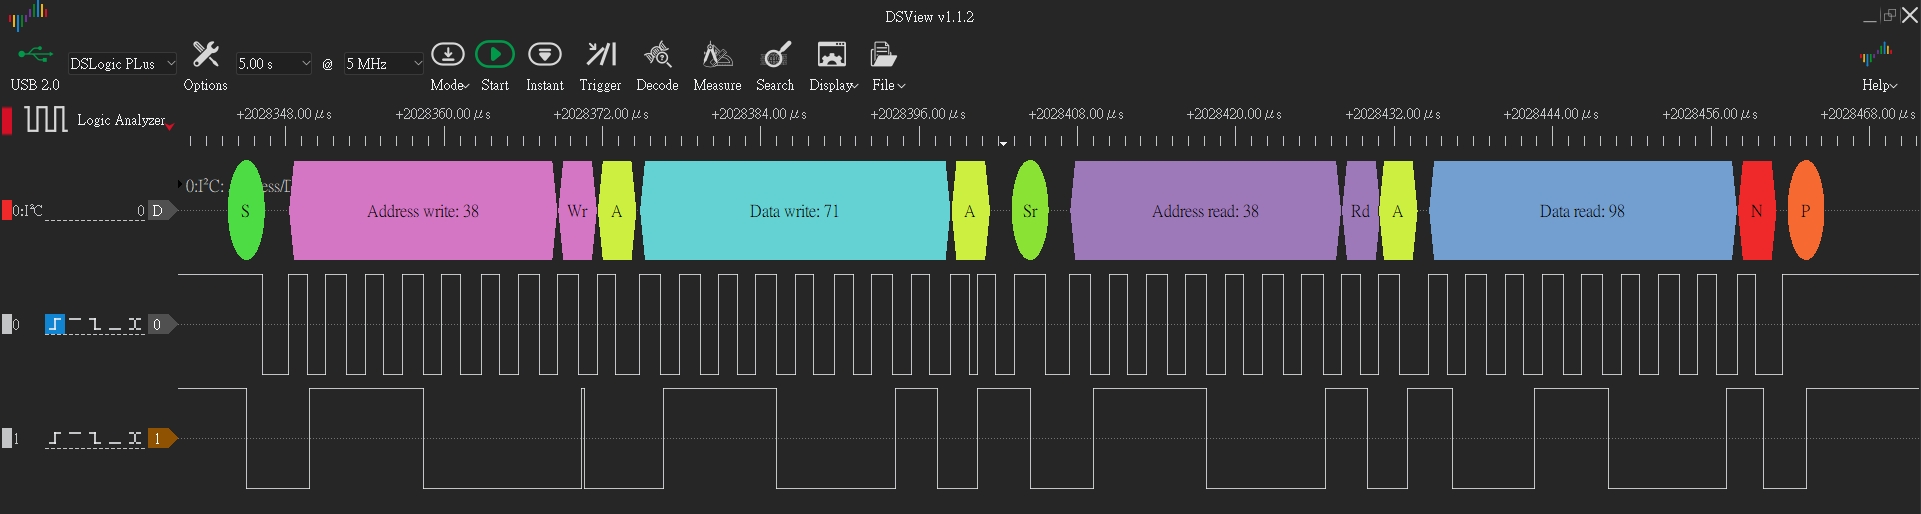 DSView v1.1.2
USB 2.0 DSLogic PLus Options 5.00 s @ 5 MHz Mode Start Instant Trigger Decode Measure Search Display File Help
Logic Analyzer +2028348.00 μs +2028360.00 μs +2028372.00 μs +2028384.00 μs +2028396.00 μs +2028408.00 μs +2028420.00 μs +2028432.00 μs +2028444.00 μs +2028456.00 μs +2028468.00 μs
0:I²C:
0:I²C 0 D S Address write: 38 Wr A Data write: 71 A Sr Address read: 38 Rd A Data read: 98 N P
0 0
1 1